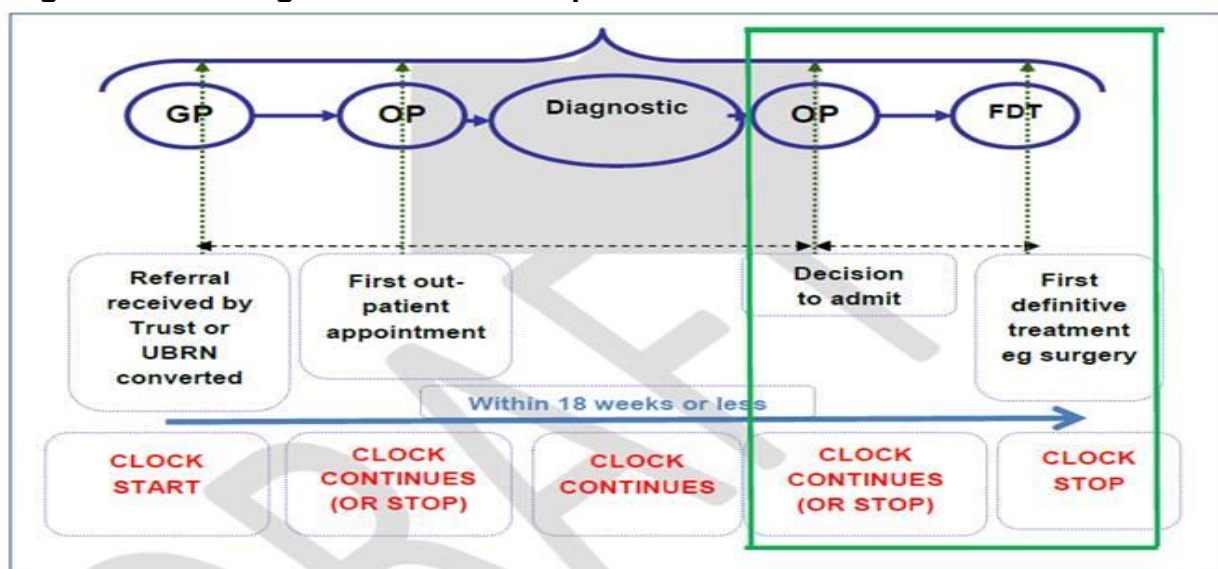 GP
OP
Diagnostic
OP
FDT
Referral
received by
Trust or
UBRN
converted
First out-
patient
appointment
Decision
to admit
First
definitive
treatment
eg surgery
Within 18 weeks or less
CLOCK
START
CLOCK
CONTINUES
(OR STOP)
CLOCK
CONTINUES
CLOCK
CONTINUES
(OR STOP)
CLOCK
STOP
DRAFT